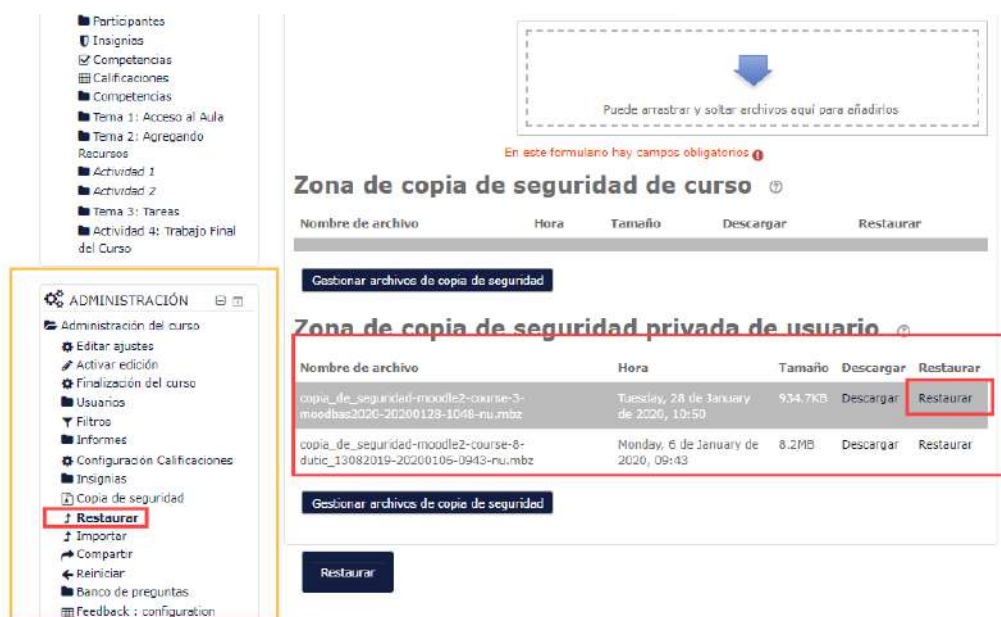 Participantes
Insignias
Competencias
Calificaciones
Competencias
Tema 1: Acceso al Aula
Tema 2: Agregando
Recursos
Actividad 1
Actividad 2
Tema 3: Tareas
Actividad 4: Trabajo Final
del Curso
ADMINISTRACIÓN
Administración del curso
Editar ajustes
Activar edición
Finalización del curso
Usuarios
Filtros
Informes
Configuración Calificaciones
Insignias
Copia de seguridad
Restaurar
Importar
Compartir
Reiniciar
Banco de preguntas
Feedback : configuration
Puede arrastrar y soltar archivos aquí para añadirlos
En este formulario hay campos obligatorios
Zona de copia de seguridad de curso
Nombre de archivo Hora Tamaño Descargar Restaurar
Gestionar archivos de copia de seguridad
Zona de copia de seguridad privada de usuario
Nombre de archivo Hora Tamaño Descargar Restaurar
copia_de_seguridad-moodle2-course-3- Tuesday, 28 de January 934.7KB Descargar Restaurar
moodbas2020-20200128-1048-nu.mbz de 2020, 10:50
copia_de_seguridad-moodle2-course-8- Monday, 6 de January de 8.2MB Descargar Restaurar
dutic_13082019-20200106-0943-nu.mbz 2020, 09:43
Gestionar archivos de copia de seguridad
Restaurar